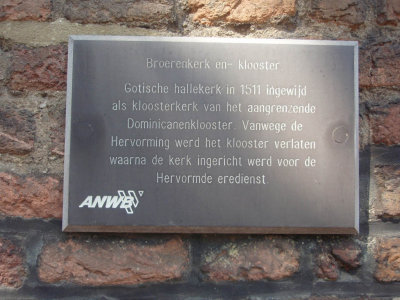 Broerenkerk en- klooster
Gotische hallekerk in 1511 ingewijd
als kloosterkerk van het aangrenzende
Dominicanenklooster. Vanwege de
Hervorming werd het klooster verlaten
waarna de kerk ingericht werd voor de
Hervormde eredienst.
ANWB